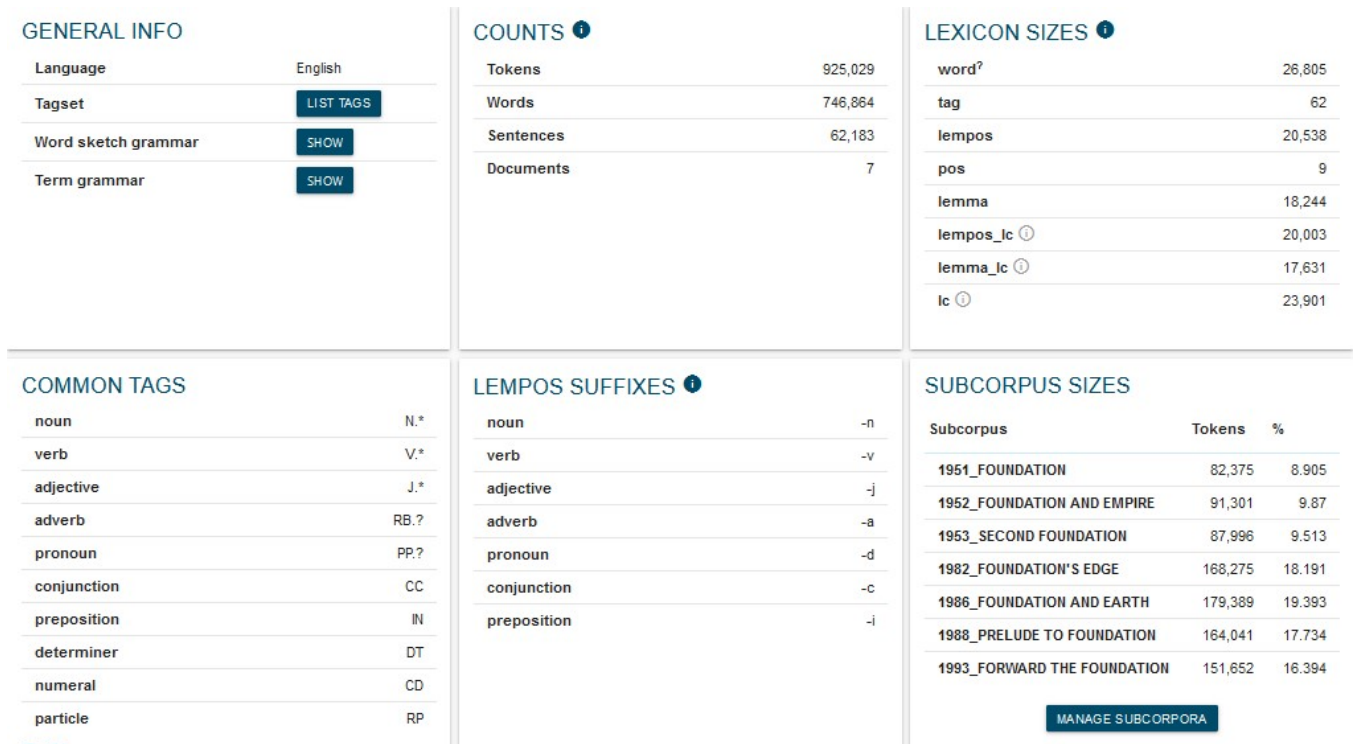 GENERAL INFO
Language English
Tagset LIST TAGS
Word sketch grammar SHOW
Term grammar SHOW
COUNTS i
Tokens 925,029
Words 746,864
Sentences 62,183
Documents 7
LEXICON SIZES i
word? 26,805
tag 62
lempos 20,538
pos 9
lemma 18,244
lempos_lc i 20,003
lemma_lc i 17,631
lc i 23,901
COMMON TAGS
noun N.*
verb V.*
adjective J.*
adverb RB.?
pronoun PP.?
conjunction CC
preposition IN
determiner DT
numeral CD
particle RP
LEMPOS SUFFIXES i
noun -n
verb -v
adjective -j
adverb -a
pronoun -d
conjunction -c
preposition -i
SUBCORPUS SIZES
Subcorpus Tokens %
1951_FOUNDATION 82,375 8.905
1952_FOUNDATION AND EMPIRE 91,301 9.87
1953_SECOND FOUNDATION 87,996 9.513
1982_FOUNDATION'S EDGE 168,275 18.191
1986_FOUNDATION AND EARTH 179,389 19.393
1988_PRELUDE TO FOUNDATION 164,041 17.734
1993_FORWARD THE FOUNDATION 151,652 16.394
MANAGE SUBCORPORA